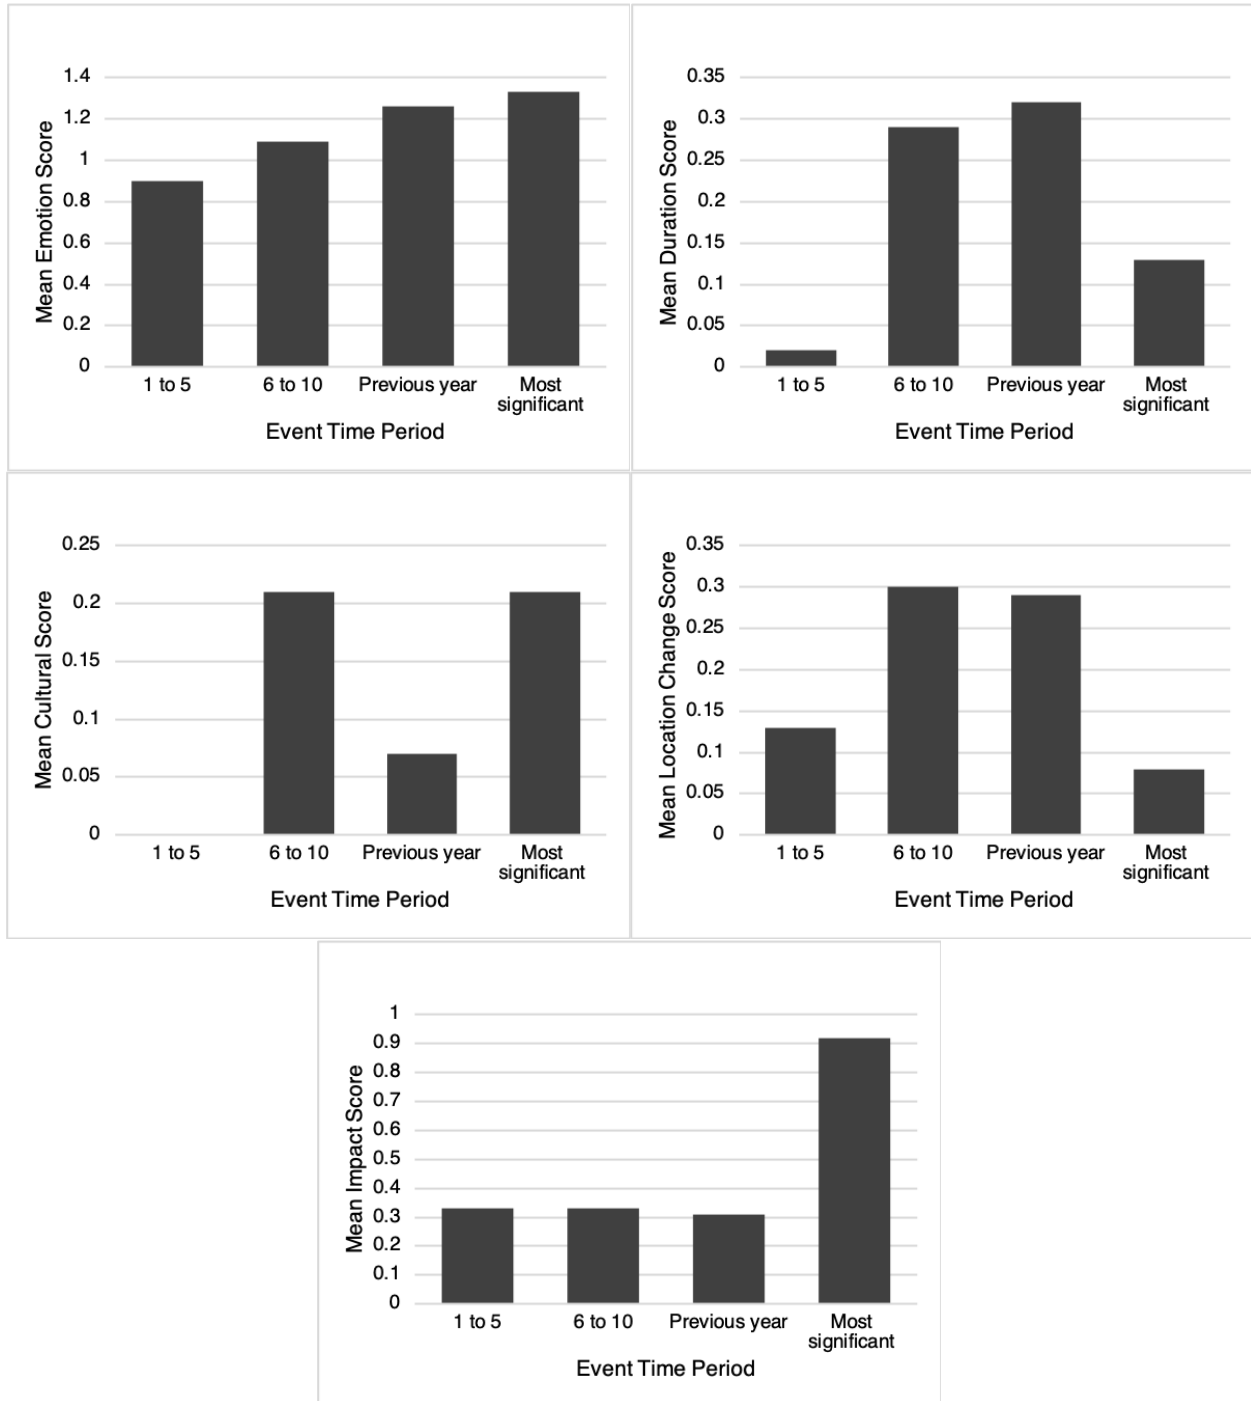 Mean Emotion Score
1.4
1.2
1
0.8
0.6
0.4
0.2
0
1 to 5
6 to 10
Previous year
Most
significant
Event Time Period
Mean Duration Score
0.35
0.3
0.25
0.2
0.15
0.1
0.05
0
1 to 5
6 to 10
Previous year
Most
significant
Event Time Period
Mean Cultural Score
0.25
0.2
0.15
0.1
0.05
0
1 to 5
6 to 10
Previous year
Most
significant
Event Time Period
Mean Location Change Score
0.35
0.3
0.25
0.2
0.15
0.1
0.05
0
1 to 5
6 to 10
Previous year
Most
significant
Event Time Period
Mean Impact Score
1
0.9
0.8
0.7
0.6
0.5
0.4
0.3
0.2
0.1
0
1 to 5
6 to 10
Previous year
Most
significant
Event Time Period